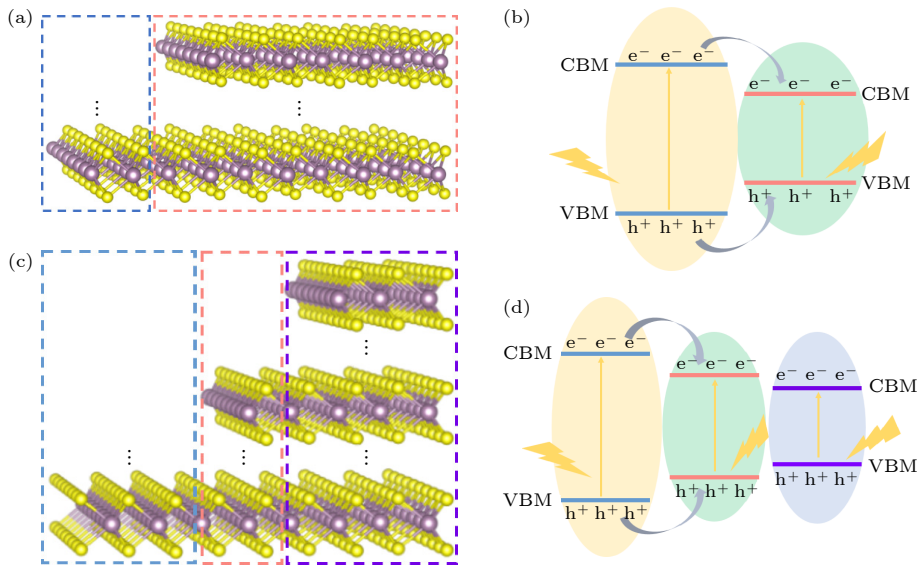 (a)
⋮ ⋮
(b)
e⁻ e⁻ e⁻
CBM
e⁻ e⁻ e⁻
CBM
VBM
h⁺ h⁺ h⁺
VBM
h⁺ h⁺ h⁺
(c)
⋮
⋮ ⋮
(d)
e⁻ e⁻ e⁻
CBM
e⁻ e⁻ e⁻
e⁻ e⁻ e⁻
CBM
VBM
h⁺ h⁺ h⁺
h⁺ h⁺ h⁺
VBM
h⁺ h⁺ h⁺